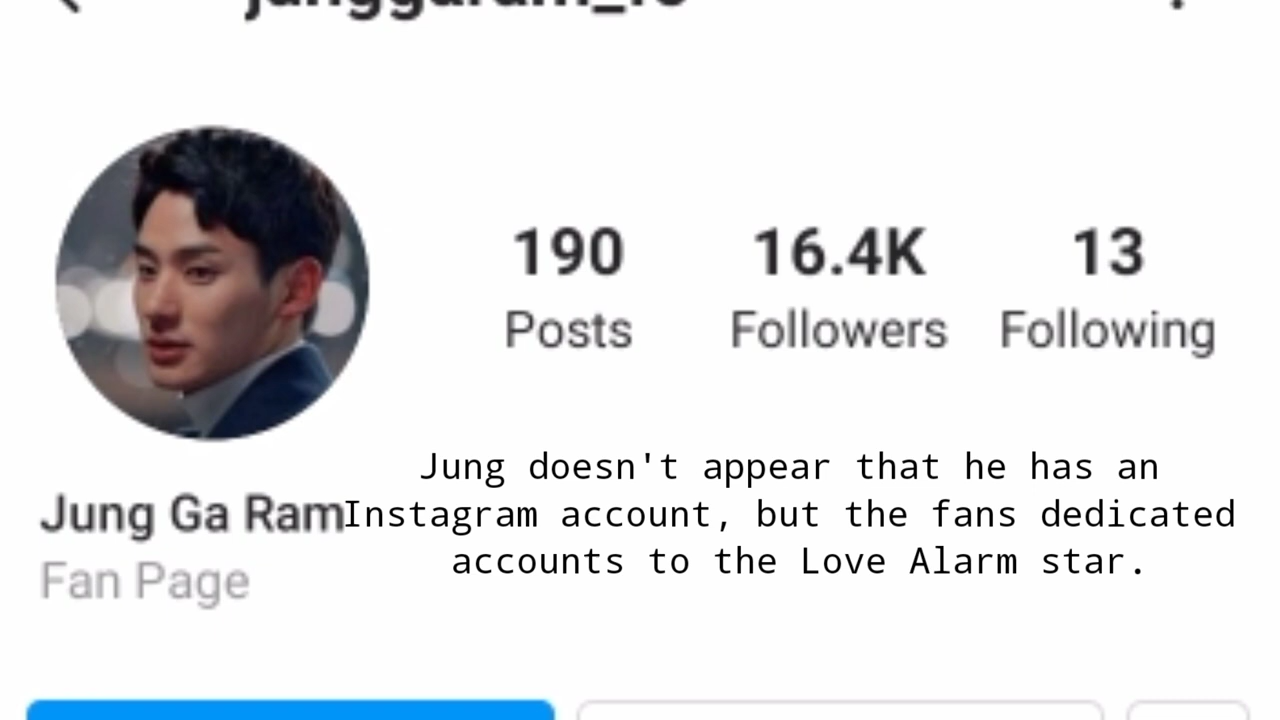 190 16.4K 13
Posts Followers Following
Jung doesn't appear that he has an
Instagram account, but the fans dedicated
accounts to the Love Alarm star.
Jung Ga Ram
Fan Page